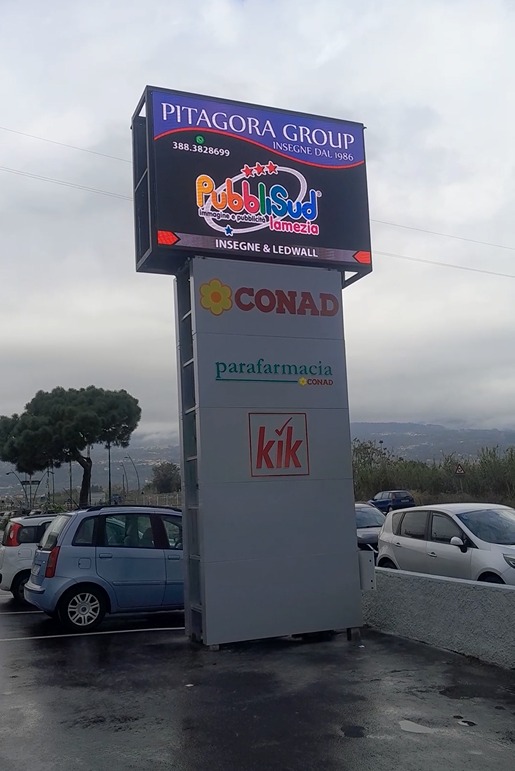 PITAGORA GROUP
INSEGNE DAL 1986
388.3828699
PubbliSud®
immagine e pubblicità
lamezia
INSEGNE & LEDWALL
CONAD
parafarmacia
CONAD
kik